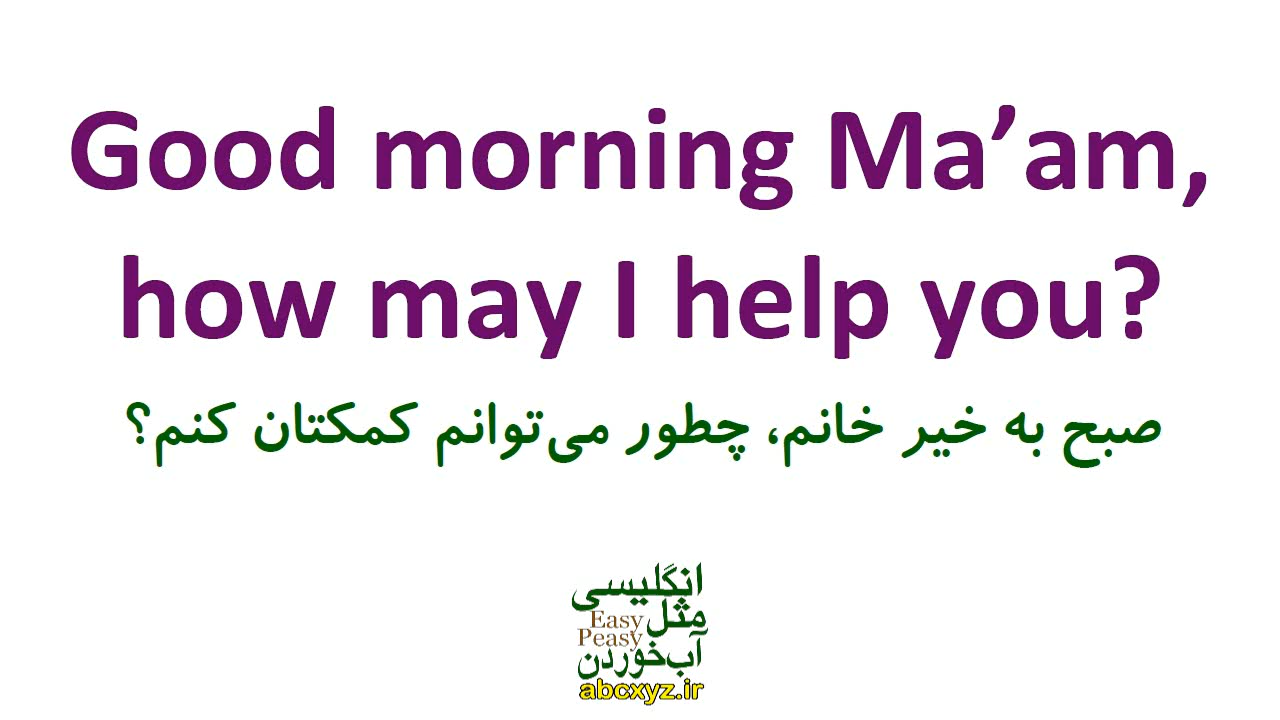 Good morning Ma’am,
how may I help you?
صبح به خیر خانم، چطور می‌توانم کمکتان کنم؟
انگلیسی
مثل
Easy
Peasy
آب‌خوردن
abcxyz.ir